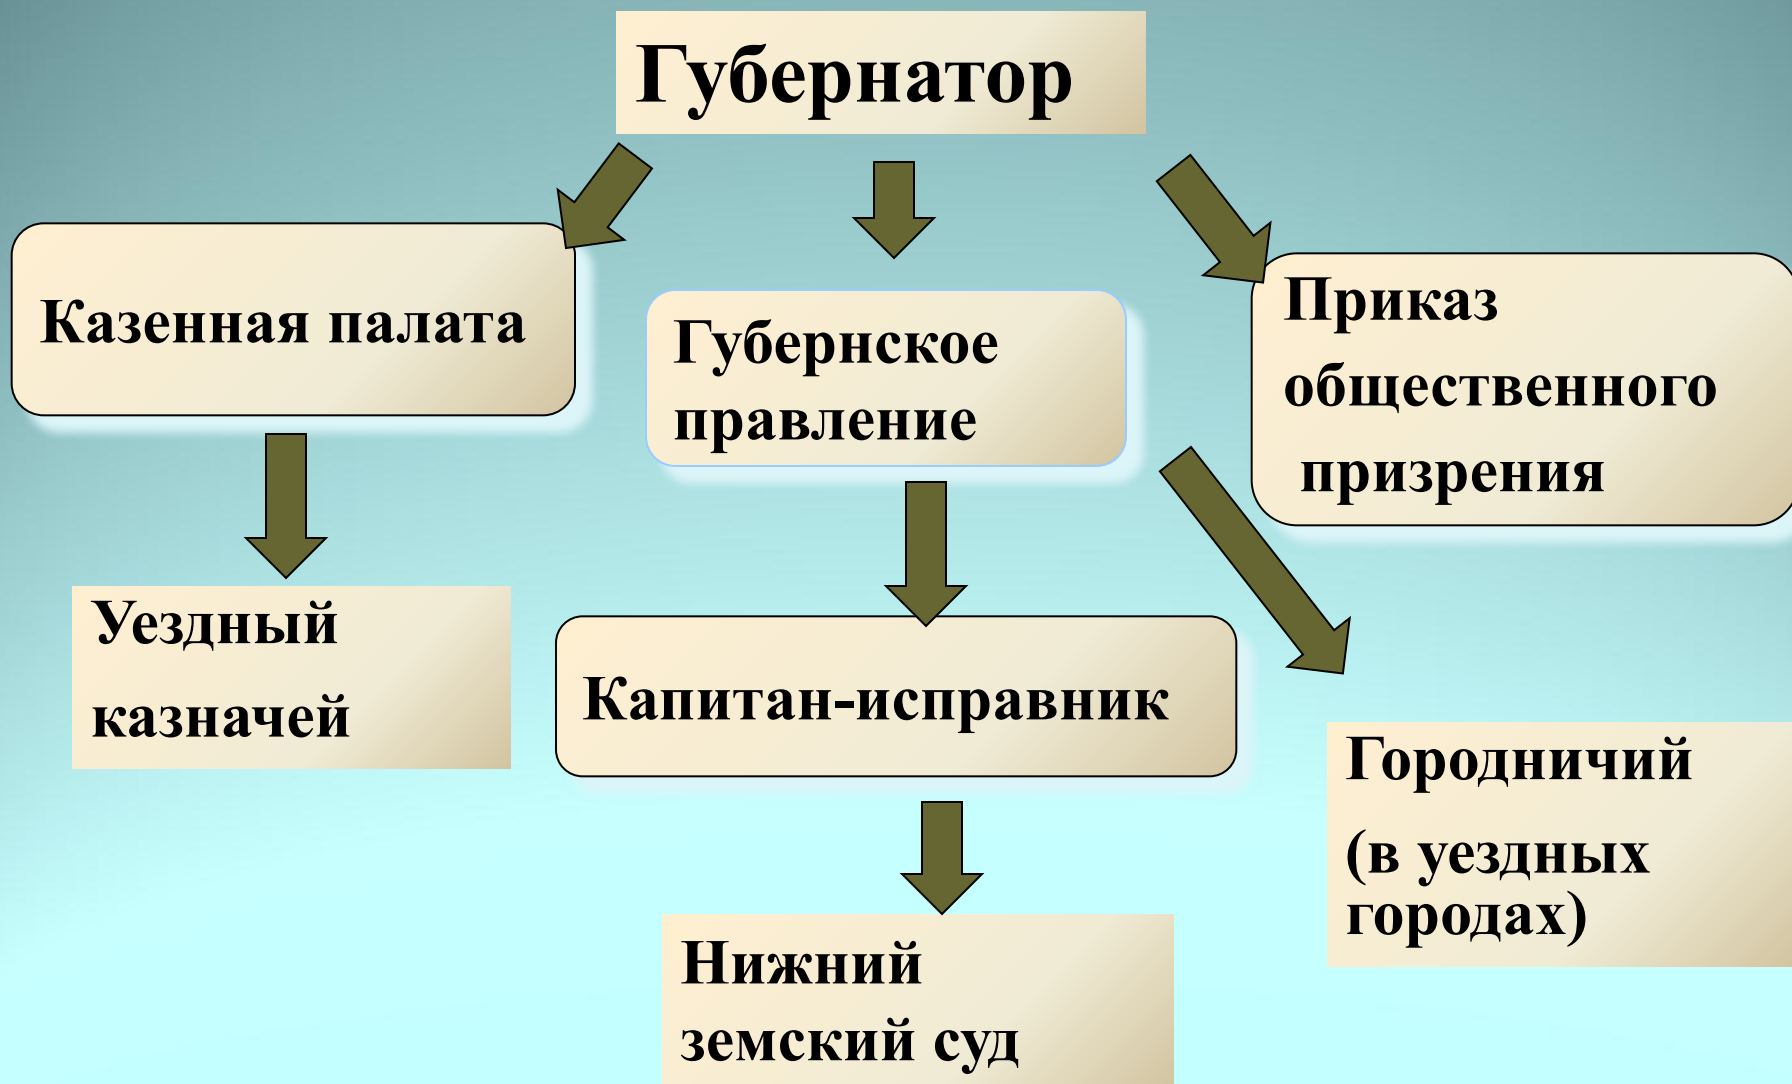 Губернатор
Казенная палата
Губернское
правление
Приказ
общественного
призрения
Уездный
казначей
Капитан-исправник
Городничий
(в уездных
городах)
Нижний
земский суд